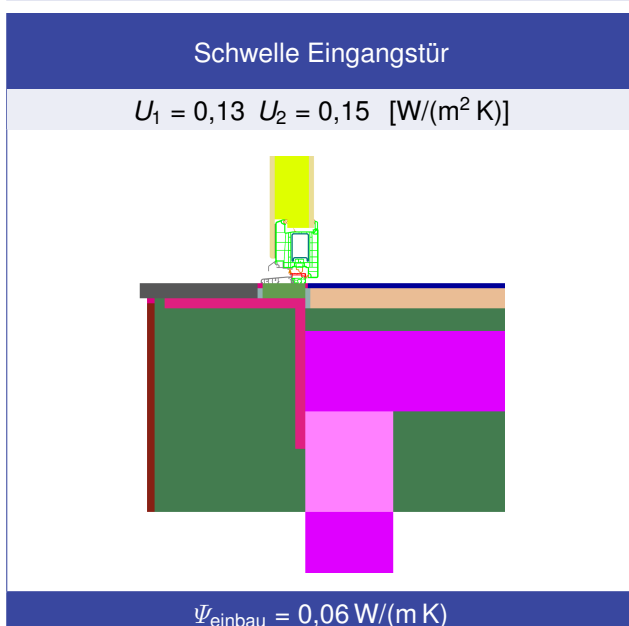 Schwelle Eingangstür
U₁ = 0,13 U₂ = 0,15 [W/(m² K)]
Ψeinbau = 0,06 W/(m K)